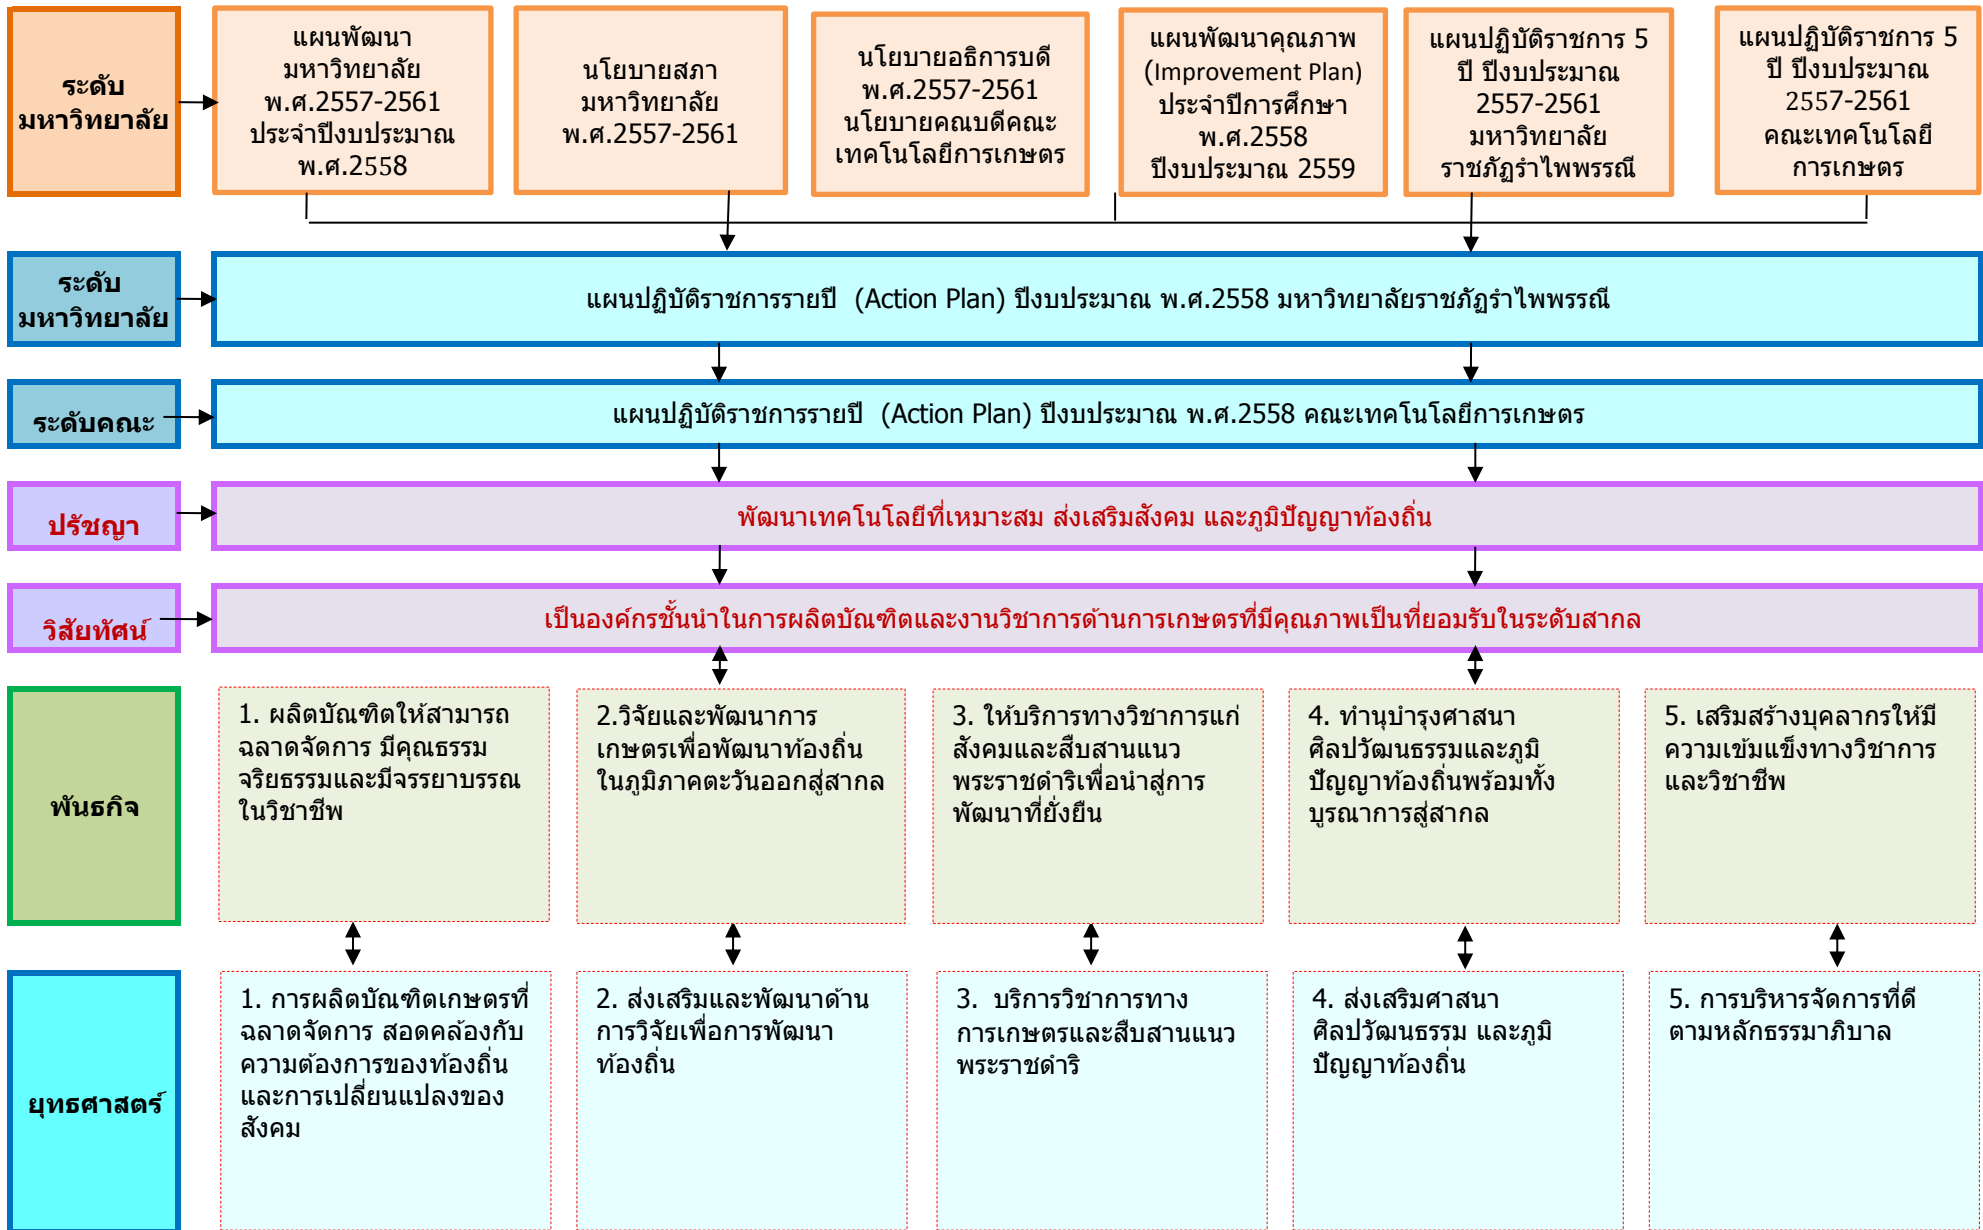 ระดับ
มหาวิทยาลัย
แผนพัฒนา
มหาวิทยาลัย
พ.ศ.2557-2561
ประจำปีงบประมาณ
พ.ศ.2558
นโยบายสภา
มหาวิทยาลัย
พ.ศ.2557-2561
นโยบายอธิการบดี
พ.ศ.2557-2561
นโยบายคณบดีคณะ
เทคโนโลยีการเกษตร
แผนพัฒนาคุณภาพ
(Improvement Plan)
ประจำปีการศึกษา
พ.ศ.2558
ปีงบประมาณ 2559
แผนปฏิบัติราชการ 5
ปี ปีงบประมาณ
2557-2561
มหาวิทยาลัย
ราชภัฏรำไพพรรณี
แผนปฏิบัติราชการ 5
ปี ปีงบประมาณ
2557-2561
คณะเทคโนโลยี
การเกษตร
ระดับ
มหาวิทยาลัย
แผนปฏิบัติราชการรายปี (Action Plan) ปีงบประมาณ พ.ศ.2558 มหาวิทยาลัยราชภัฏรำไพพรรณี
ระดับคณะ
แผนปฏิบัติราชการรายปี (Action Plan) ปีงบประมาณ พ.ศ.2558 คณะเทคโนโลยีการเกษตร
ปรัชญา
พัฒนาเทคโนโลยีที่เหมาะสม ส่งเสริมสังคม และภูมิปัญญาท้องถิ่น
วิสัยทัศน์
เป็นองค์กรชั้นนำในการผลิตบัณฑิตและงานวิชาการด้านการเกษตรที่มีคุณภาพเป็นที่ยอมรับในระดับสากล
พันธกิจ
1. ผลิตบัณฑิตให้สามารถ
ฉลาดจัดการ มีคุณธรรม
จริยธรรมและมีจรรยาบรรณ
ในวิชาชีพ
2.วิจัยและพัฒนาการ
เกษตรเพื่อพัฒนาท้องถิ่น
ในภูมิภาคตะวันออกสู่สากล
3. ให้บริการทางวิชาการแก่
สังคมและสืบสานแนว
พระราชดำริเพื่อนำสู่การ
พัฒนาที่ยั่งยืน
4. ทำนุบำรุงศาสนา
ศิลปวัฒนธรรมและภูมิ
ปัญญาท้องถิ่นพร้อมทั้ง
บูรณาการสู่สากล
5. เสริมสร้างบุคลากรให้มี
ความเข้มแข็งทางวิชาการ
และวิชาชีพ
ยุทธศาสตร์
1. การผลิตบัณฑิตเกษตรที่
ฉลาดจัดการ สอดคล้องกับ
ความต้องการของท้องถิ่น
และการเปลี่ยนแปลงของ
สังคม
2. ส่งเสริมและพัฒนาด้าน
การวิจัยเพื่อการพัฒนา
ท้องถิ่น
3. บริการวิชาการทาง
การเกษตรและสืบสานแนว
พระราชดำริ
4. ส่งเสริมศาสนา
ศิลปวัฒนธรรม และภูมิ
ปัญญาท้องถิ่น
5. การบริหารจัดการที่ดี
ตามหลักธรรมาภิบาล